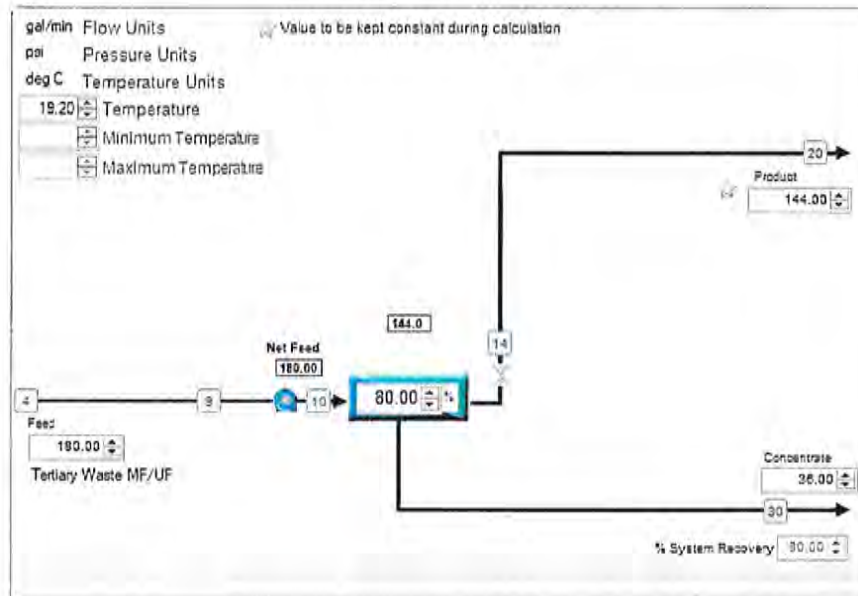 gal/min Flow Units
Value to be kept constant during calculation
psi Pressure Units
deg C Temperature Units
19.20 Temperature
Minimum Temperature
Maximum Temperature
20
Product
144.00
144.0
14
Net Feed
180.00
4
9
10
80.00 %
Feed
180.00
Tertiary Waste MF/UF
Concentrate
36.00
30
% System Recovery 80.00